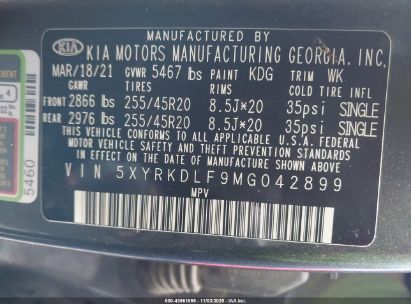 MANUFACTURED BY
KIA KIA MOTORS MANUFACTURING GEORGIA, INC.
MAR/18/21 GVWR 5467 lbs PAINT KDG TRIM WK
GAWR TIRES RIMS COLD TIRE INFL
FRONT 2866 lbs 255/45R20 8.5J×20 35psi SINGLE
REAR 2976 lbs 255/45R20 8.5J×20 35psi SINGLE
THIS VEHICLE CONFORMS TO ALL APPLICABLE U.S.A. FEDERAL
MOTOR VEHICLE SAFETY STANDARDS IN EFFECT
ON THE DATE OF MANUFACTURE SHOWN ABOVE.
VIN 5XYRKDLF9MG042899
MPV
4
5460